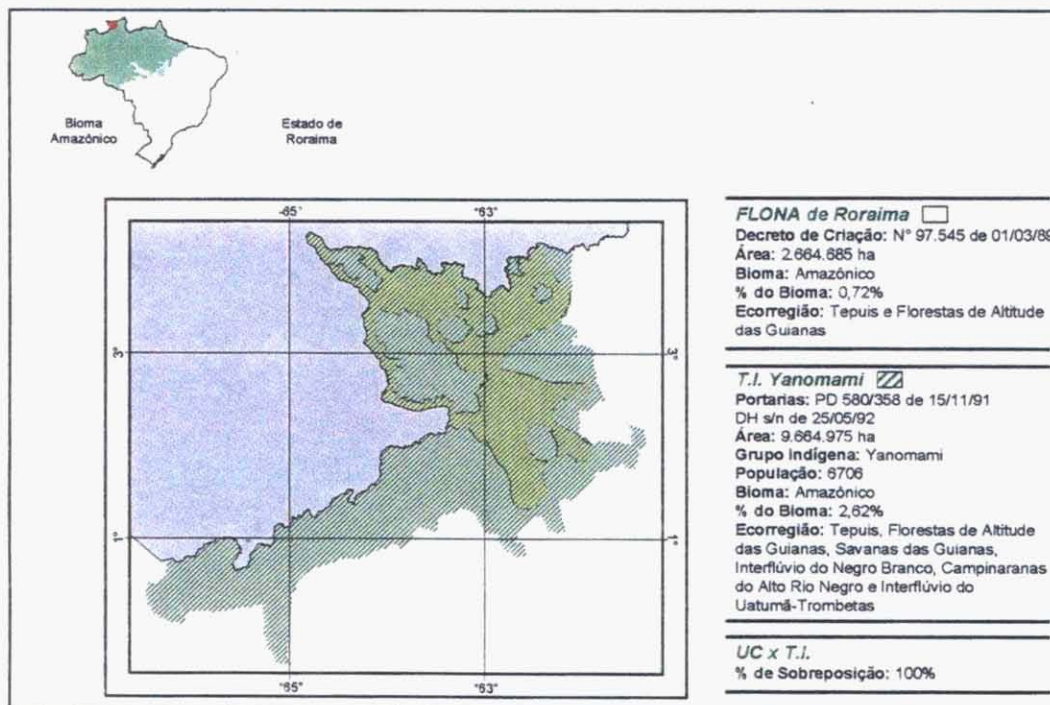 Bioma
Amazônico
Estado de
Roraima
-65°
°63
3°
3°
1°
1°
°65°
-63°
FLONA de Roraima
Decreto de Criação: N° 97.545 de 01/03/89
Área: 2.664.685 ha
Bioma: Amazônico
% do Bioma: 0,72%
Ecorregião: Tepuis e Florestas de Altitude
das Guianas
T.I. Yanomami
Portarias: PD 580/358 de 15/11/91
DH s/n de 25/05/92
Área: 9.664.975 ha
Grupo indígena: Yanomami
População: 6706
Bioma: Amazônico
% do Bioma: 2,62%
Ecorregião: Tepuis, Florestas de Altitude
das Guianas, Savanas das Guianas,
Interflúvio do Negro Branco, Campinaranas
do Alto Rio Negro e Interflúvio do
Uatumã-Trombetas
UC x T.I.
% de Sobreposição: 100%